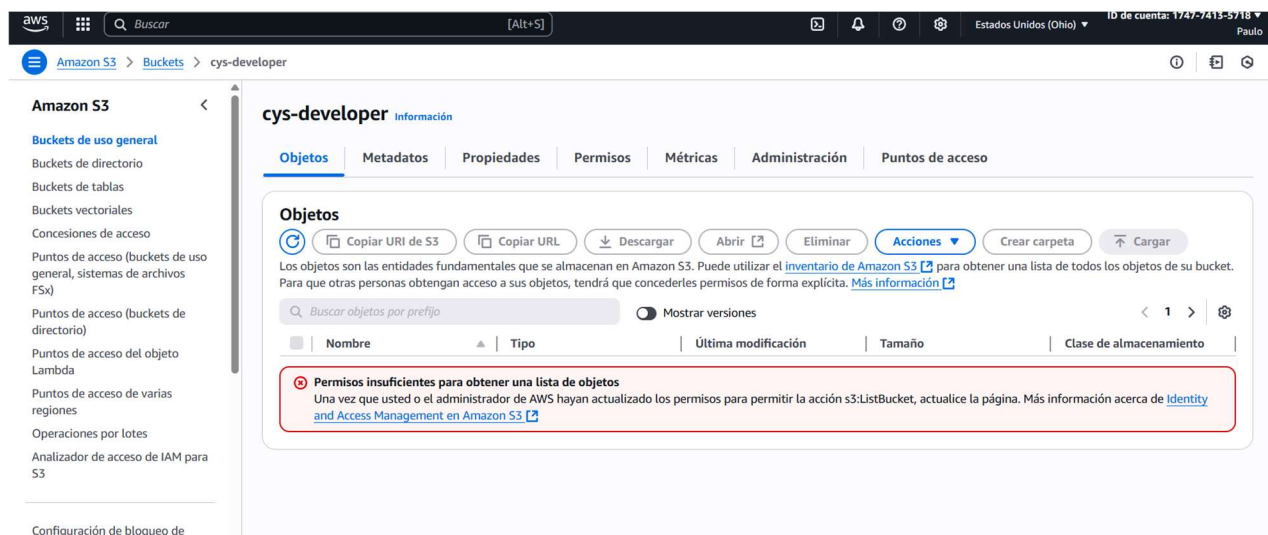 aws
Buscar
[Alt+S]
Estados Unidos (Ohio) ▼
ID de cuenta: 1747-7413-5718 ▼
Paulo
Amazon S3 > Buckets > cys-developer
Amazon S3
Buckets de uso general
Buckets de directorio
Buckets de tablas
Buckets vectoriales
Concesiones de acceso
Puntos de acceso (buckets de uso
general, sistemas de archivos
FSx)
Puntos de acceso (buckets de
directorio)
Puntos de acceso del objeto
Lambda
Puntos de acceso de varias
regiones
Operaciones por lotes
Analizador de acceso de IAM para
S3
Configuración de bloqueo de
cys-developer Información
Objetos Metadatos Propiedades Permisos Métricas Administración Puntos de acceso
Objetos
Copiar URI de S3 Copiar URL Descargar Abrir Eliminar Acciones ▼ Crear carpeta Cargar
Los objetos son las entidades fundamentales que se almacenan en Amazon S3. Puede utilizar el inventario de Amazon S3 para obtener una lista de todos los objetos de su bucket.
Para que otras personas obtengan acceso a sus objetos, tendrá que concederles permisos de forma explícita. Más información
Buscar objetos por prefijo
Mostrar versiones
< 1 >
Nombre Tipo Última modificación Tamaño Clase de almacenamiento
Permisos insuficientes para obtener una lista de objetos
Una vez que usted o el administrador de AWS hayan actualizado los permisos para permitir la acción s3:ListBucket, actualice la página. Más información acerca de Identity
and Access Management en Amazon S3